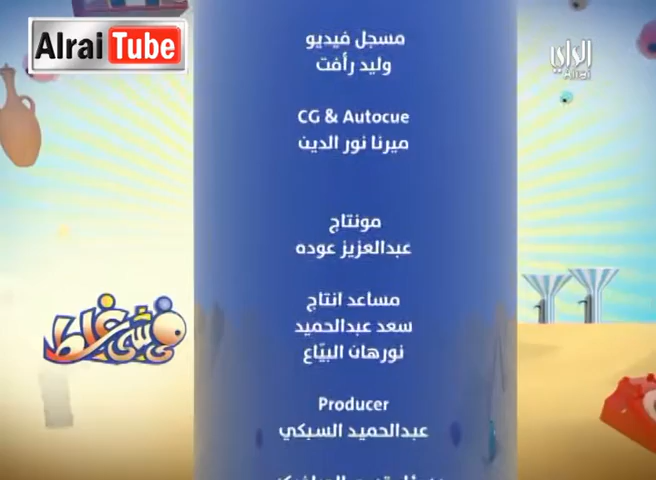 Alrai Tube
الراي
Alrai
مسجل فيديو
وليد رأفت
CG & Autocue
ميرنا نور الدين
مونتاج
عبدالعزيز عوده
مساعد انتاج
سعد عبدالحميد
نورهان البيّاع
في شي غلط
Producer
عبدالحميد السبكي